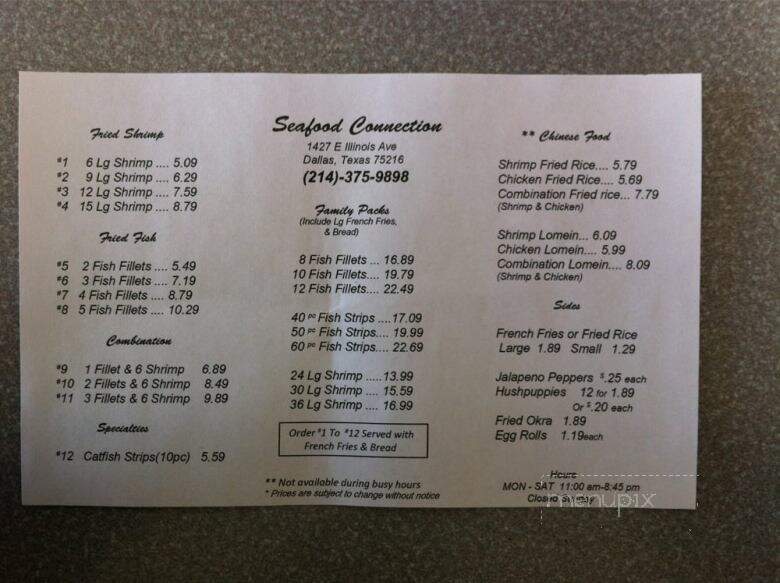 Fried Shrimp
#1 6 Lg Shrimp .... 5.09
#2 9 Lg Shrimp .... 6.29
#3 12 Lg Shrimp .... 7.59
#4 15 Lg Shrimp .... 8.79
Fried Fish
#5 2 Fish Fillets .... 5.49
#6 3 Fish Fillets .... 7.19
#7 4 Fish Fillets .... 8.79
#8 5 Fish Fillets .... 10.29
Combination
#9 1 Fillet & 6 Shrimp 6.89
#10 2 Fillets & 6 Shrimp 8.49
#11 3 Fillets & 6 Shrimp 9.89
Specialties
#12 Catfish Strips(10pc) 5.59
Seafood Connection
1427 E Illinois Ave
Dallas, Texas 75216
(214)-375-9898
Family Packs
(Include Lg French Fries,
& Bread)
8 Fish Fillets ... 16.89
10 Fish Fillets.... 19.79
12 Fish Fillets.... 22.49
40 pc Fish Strips ....17.09
50 pc Fish Strips.... 19.99
60 pc Fish Strips.... 22.69
24 Lg Shrimp .....13.99
30 Lg Shrimp .... 15.59
36 Lg Shrimp .... 16.99
Order #1 To #12 Served with
French Fries & Bread
** Not available during busy hours
* Prices are subject to change without notice
** Chinese Food
Shrimp Fried Rice.... 5.79
Chicken Fried Rice.... 5.69
Combination Fried rice... 7.79
(Shrimp & Chicken)
Shrimp Lomein.... 6.09
Chicken Lomein.... 5.99
Combination Lomein.... 8.09
(Shrimp & Chicken)
Sides
French Fries or Fried Rice
Large 1.89 Small 1.29
Jalapeno Peppers $.25 each
Hushpuppies 12 for 1.89
Or $.20 each
Fried Okra 1.89
Egg Rolls 1.19each
Hours
MON - SAT 11:00 am-8:45 pm
Closed Sunday
menupix